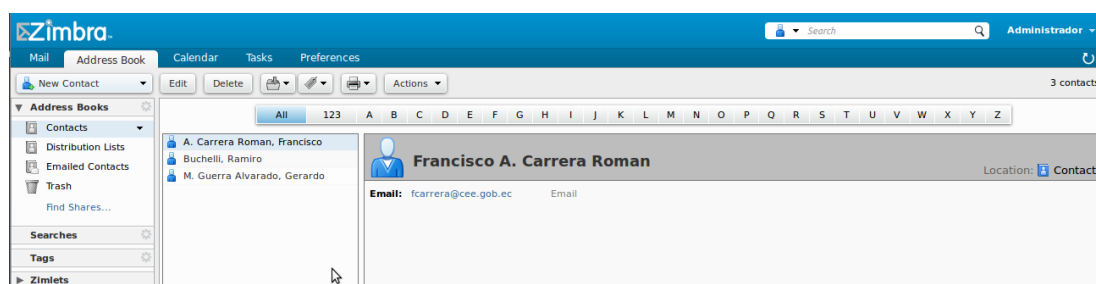 Zimbra
Search
Administrador
Mail Address Book Calendar Tasks Preferences
New Contact Edit Delete Actions 3 contacts
Address Books
All 123 A B C D E F G H I J K L M N O P Q R S T U V W X Y Z
Contacts
Distribution Lists
Emailed Contacts
Trash
Find Shares...
Searches
Tags
Zimlets
A. Carrera Roman, Francisco
Buchelli, Ramiro
M. Guerra Alvarado, Gerardo
Francisco A. Carrera Roman
Location: Contact
Email: fcarrera@cee.gob.ec Email